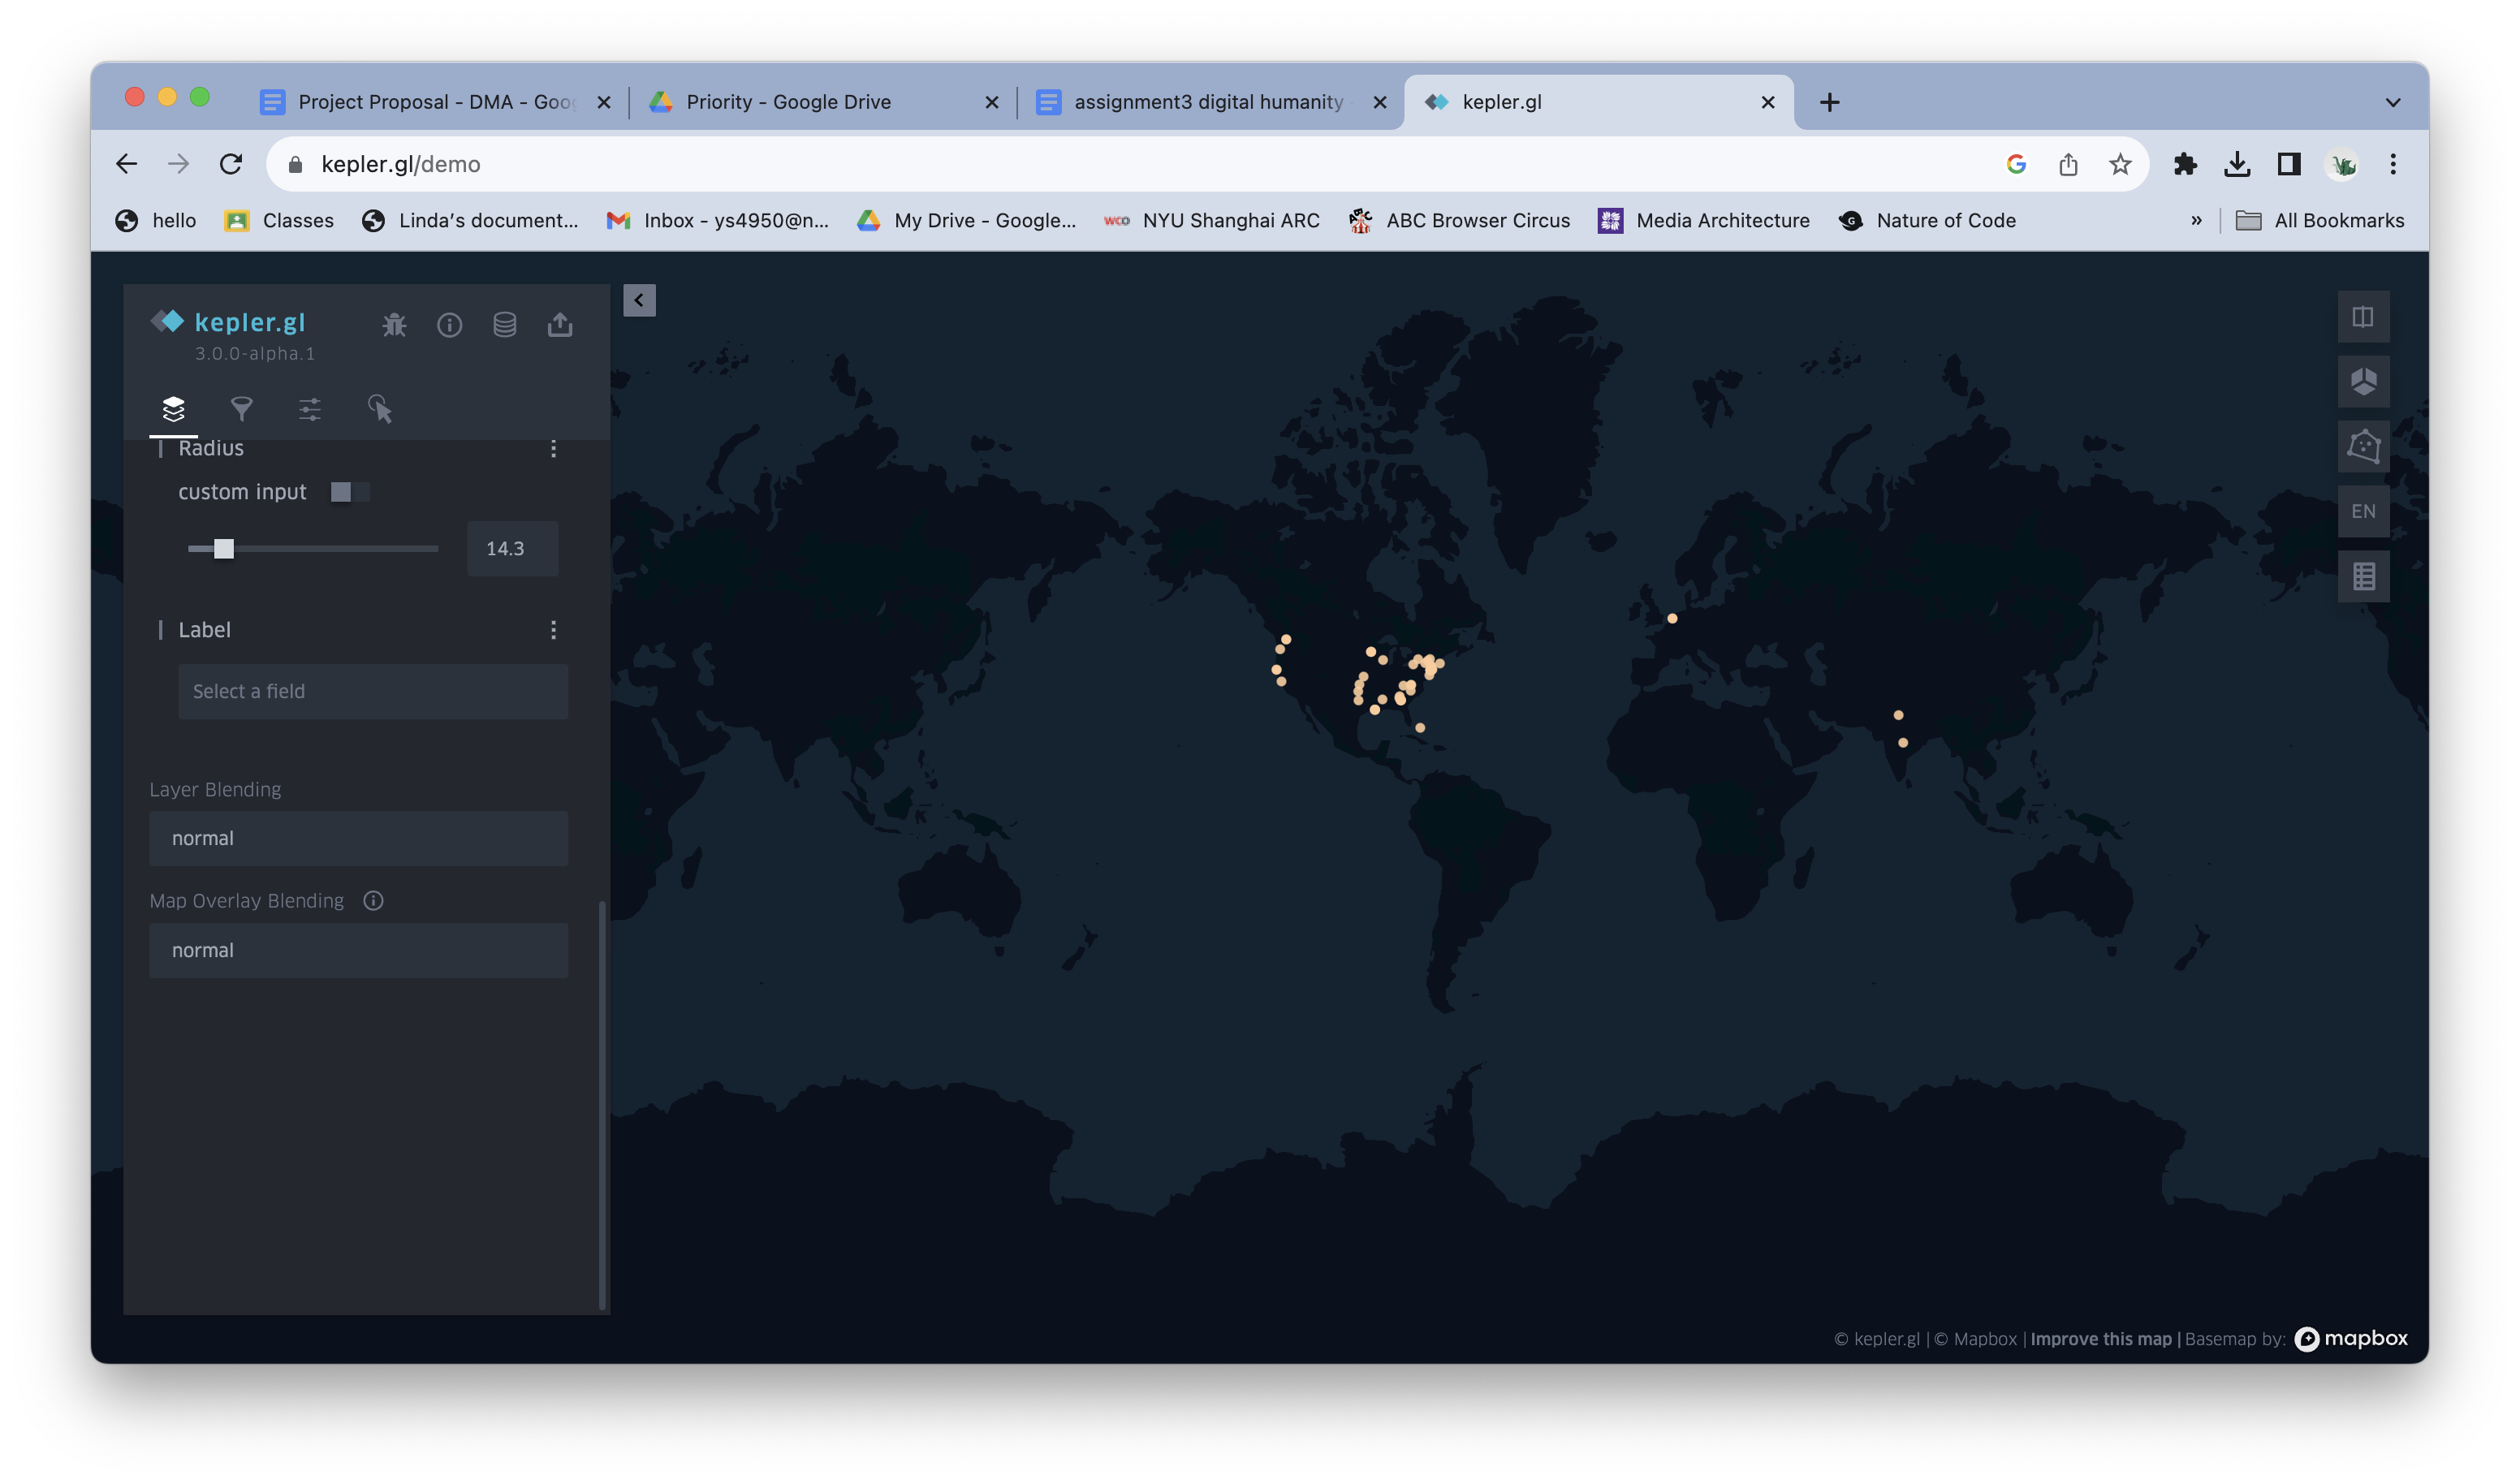 Project Proposal - DMA - Goog
Priority - Google Drive
assignment3 digital humanity
kepler.gl
kepler.gl/demo
hello
Classes
Linda's document...
Inbox - ys4950@n...
My Drive - Google...
wco
NYU Shanghai ARC
ABC Browser Circus
Media Architecture
G
Nature of Code
»
All Bookmarks
kepler.gl
3.0.0-alpha.1
Radius
custom input
14.3
Label
Select a field
Layer Blending
normal
Map Overlay Blending
normal
EN
© kepler.gl | © Mapbox | Improve this map | Basemap by: mapbox